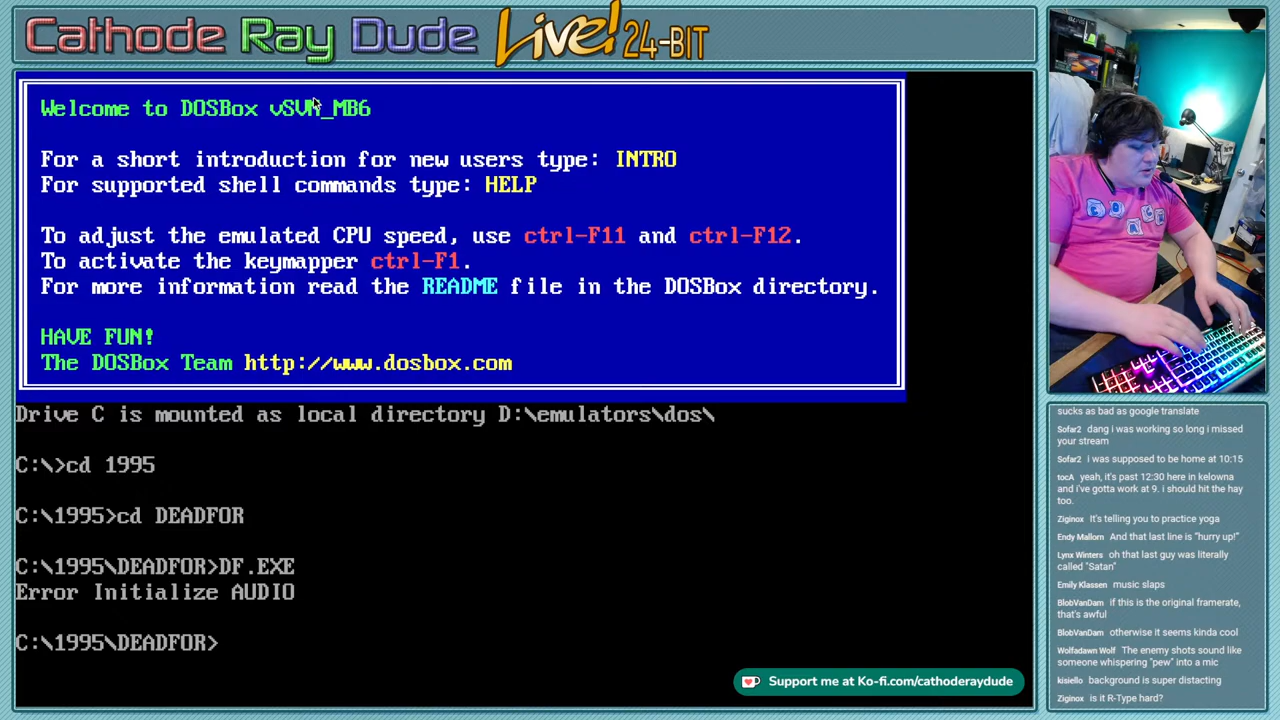 Cathode Ray Dude Live! 24-BIT
Welcome to DOSBox vSVN_MB6
For a short introduction for new users type: INTRO
For supported shell commands type: HELP
To adjust the emulated CPU speed, use ctrl-F11 and ctrl-F12.
To activate the keymapper ctrl-F1.
For more information read the README file in the DOSBox directory.
HAVE FUN!
The DOSBox Team http://www.dosbox.com
Drive C is mounted as local directory D:\emulators\dos\
C:\>cd 1995
C:\1995>cd DEADFOR
C:\1995\DEADFOR>DF.EXE
Error Initialize AUDIO
C:\1995\DEADFOR>
Support me at Ko-fi.com/cathoderaydude
sucks as bad as google translate
Sofar2 dang i was working so long i missed
your stream
Sofar2 i was supposed to be home at 10:15
tocA yeah, it's past 12:30 here in kelowna
and i've gotta work at 9. i should hit the hay
too.
Ziginox It's telling you to practice yoga
Endy Mallorn And that last line is "hurry up!"
Lynx Winters oh that last guy was literally
called "Satan"
Emily Klassen music slaps
BlobVanDam if this is the original framerate,
that's awful
BlobVanDam otherwise it seems kinda cool
Wolfadawn Wolf The enemy shots sound like
someone whispering "pew" into a mic
kisiello background is super distacting
Ziginox is it R-Type hard?